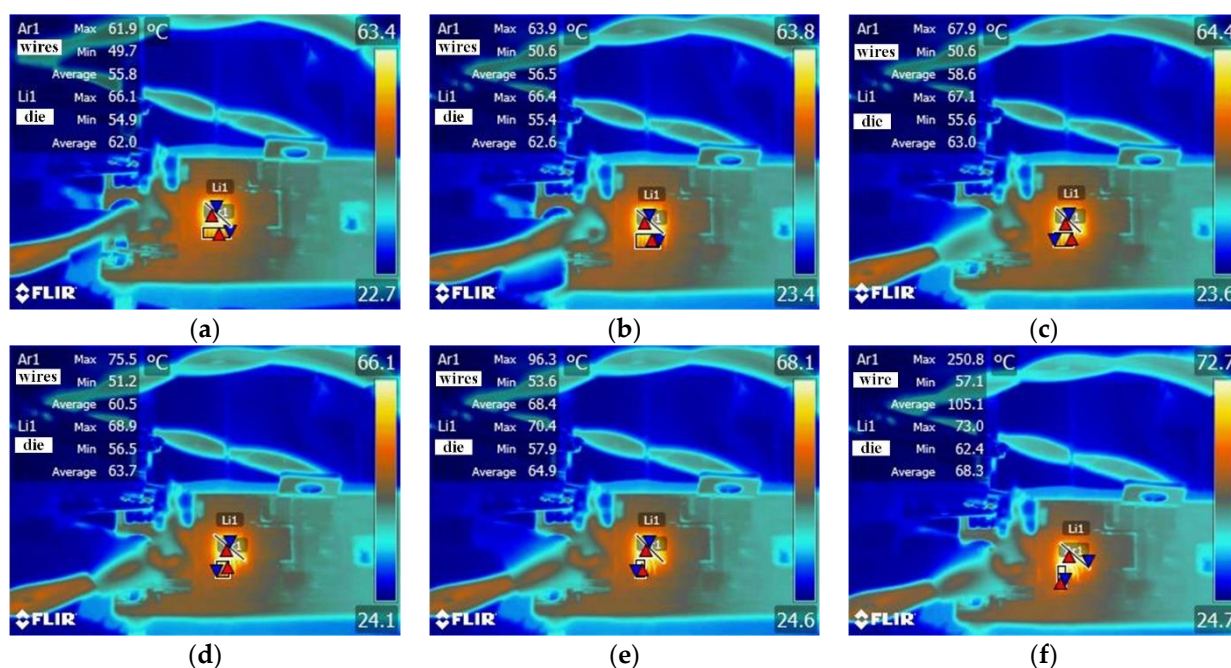 Ar1 Max 61.9 °C 63.4
wires Min 49.7
Average 55.8
Li1 Max 66.1
die Min 54.9
Average 62.0
Li1
FLIR 22.7
(a)
Ar1 Max 63.9 °C 63.8
wires Min 50.6
Average 56.5
Li1 Max 66.4
die Min 55.4
Average 62.6
Li1
FLIR 23.4
(b)
Ar1 Max 67.9 °C 64.4
wires Min 50.6
Average 58.6
Li1 Max 67.1
die Min 55.6
Average 63.0
Li1
FLIR 23.6
(c)
Ar1 Max 75.5 °C 66.1
wires Min 51.2
Average 60.5
Li1 Max 68.9
die Min 56.5
Average 63.7
Li1
FLIR 24.1
(d)
Ar1 Max 96.3 °C 68.1
wires Min 53.6
Average 68.4
Li1 Max 70.4
die Min 57.9
Average 64.9
Li1
FLIR 24.6
(e)
Ar1 Max 250.8 °C 72.7
wire Min 57.1
Average 105.1
Li1 Max 73.0
die Min 62.4
Average 68.3
Li1
FLIR 24.7
(f)